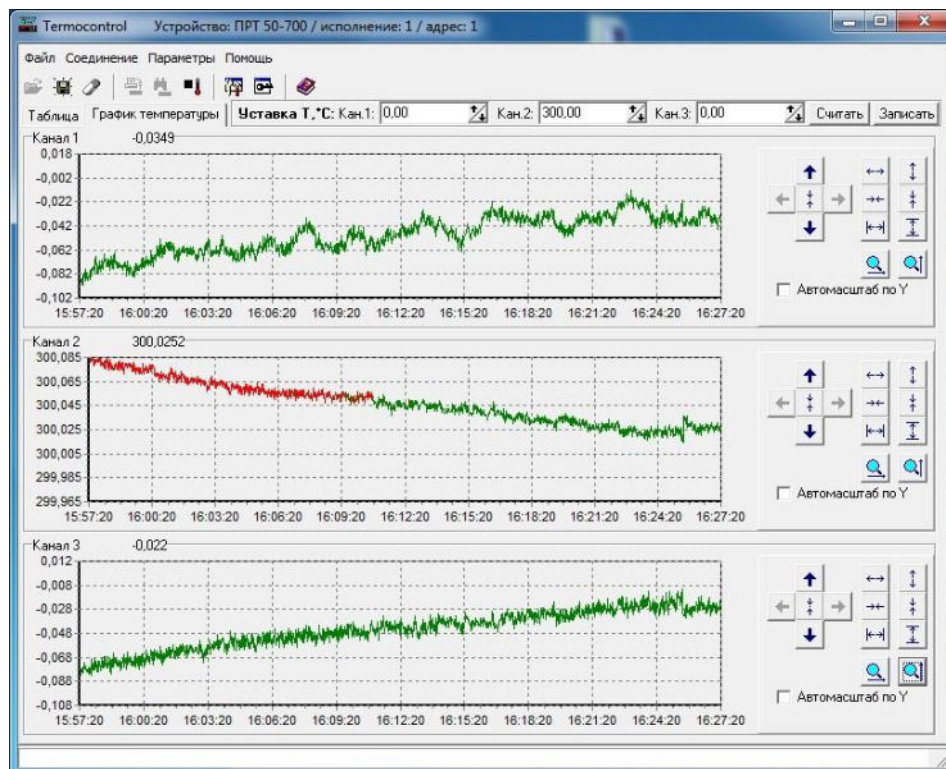 Termocontrol Устройство: ПРТ 50-700 / исполнение: 1 / адрес: 1
Файл Соединение Параметры Помощь
Таблица График температуры Уставка Т,°С: Кан.1: 0,00 Кан.2: 300,00 Кан.3: 0,00 Считать Записать
Канал 1 -0,0349
0,018
-0,002
-0,022
-0,042
-0,062
-0,082
-0,102
15:57:20 16:00:20 16:03:20 16:06:20 16:09:20 16:12:20 16:15:20 16:18:20 16:21:20 16:24:20 16:27:20
Автомасштаб по Y
Канал 2 300,0252
300,085
300,065
300,045
300,025
300,005
299,985
299,965
15:57:20 16:00:20 16:03:20 16:06:20 16:09:20 16:12:20 16:15:20 16:18:20 16:21:20 16:24:20 16:27:20
Автомасштаб по Y
Канал 3 -0,022
0,012
-0,008
-0,028
-0,048
-0,068
-0,088
-0,108
15:57:20 16:00:20 16:03:20 16:06:20 16:09:20 16:12:20 16:15:20 16:18:20 16:21:20 16:24:20 16:27:20
Автомасштаб по Y